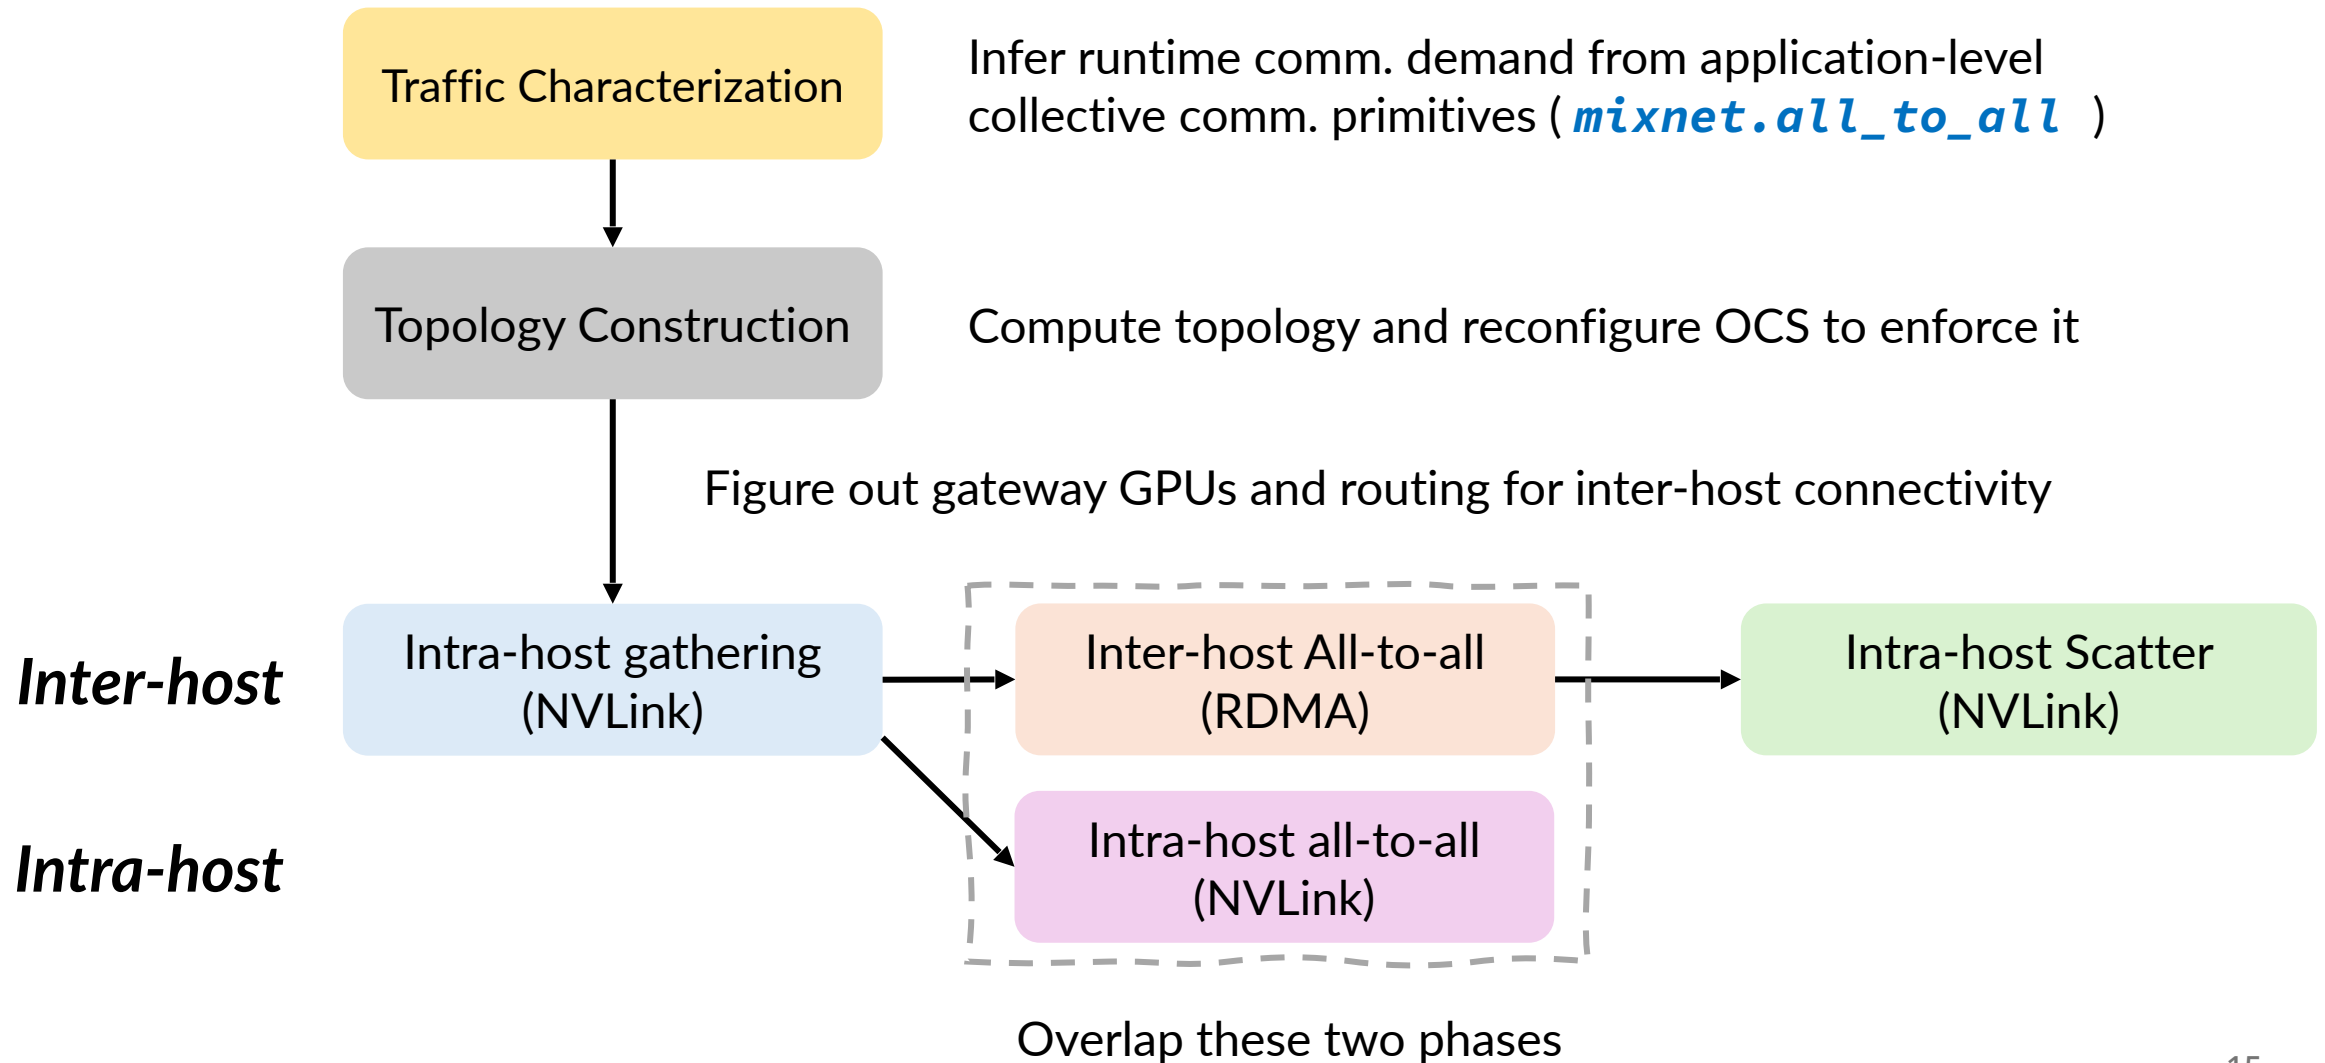 Traffic Characterization
Infer runtime comm. demand from application-level
collective comm. primitives ( mixnet.all_to_all )
Topology Construction
Compute topology and reconfigure OCS to enforce it
Figure out gateway GPUs and routing for inter-host connectivity
Inter-host
Intra-host gathering
(NVLink)
Inter-host All-to-all
(RDMA)
Intra-host Scatter
(NVLink)
Intra-host
Intra-host all-to-all
(NVLink)
Overlap these two phases
15